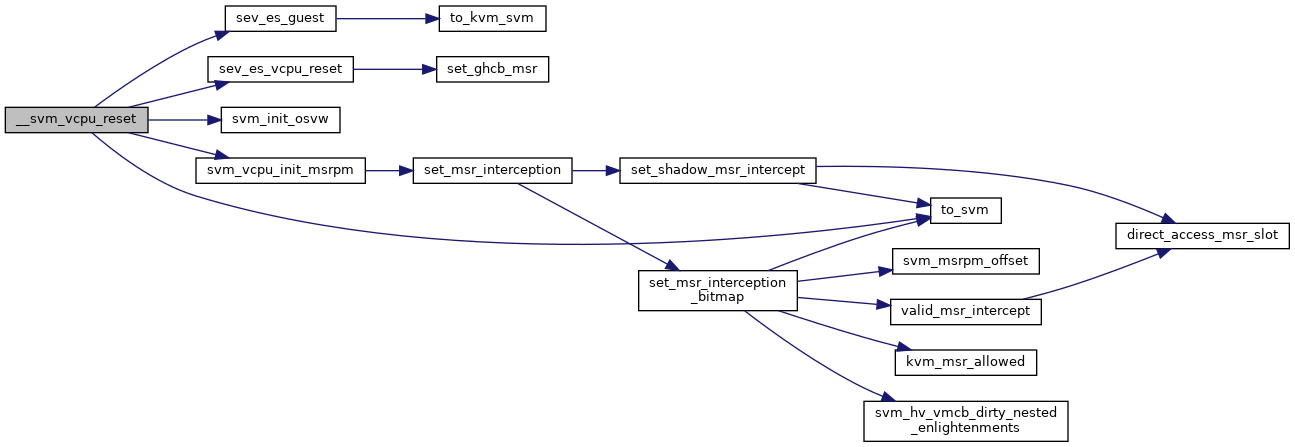 sev_es_guest
to_kvm_svm
sev_es_vcpu_reset
set_ghcb_msr
__svm_vcpu_reset
svm_init_osvw
svm_vcpu_init_msrpm
set_msr_interception
set_shadow_msr_intercept
to_svm
direct_access_msr_slot
svm_msrpm_offset
set_msr_interception
_bitmap
valid_msr_intercept
kvm_msr_allowed
svm_hv_vmcb_dirty_nested
_enlightenments